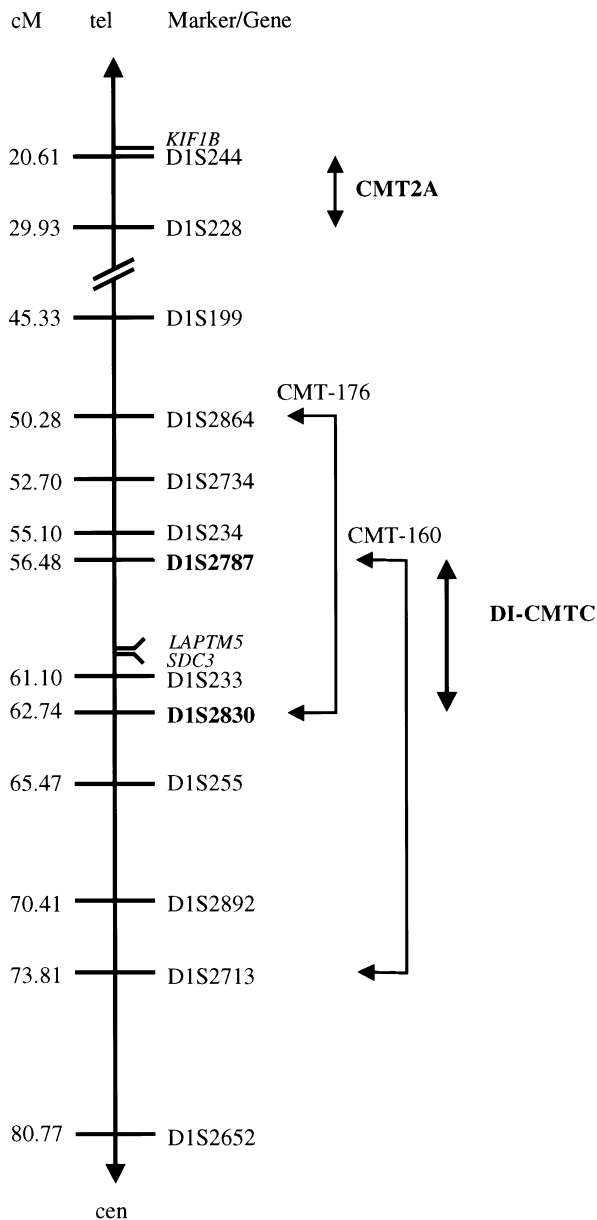 cM tel Marker/Gene
KIF1B
20.61 D1S244
CMT2A
29.93 D1S228
45.33 D1S199
CMT-176
50.28 D1S2864
52.70 D1S2734
55.10 D1S234
CMT-160
56.48 D1S2787
DI-CMTC
LAPTM5
SDC3
61.10 D1S233
62.74 D1S2830
65.47 D1S255
70.41 D1S2892
73.81 D1S2713
80.77 D1S2652
cen